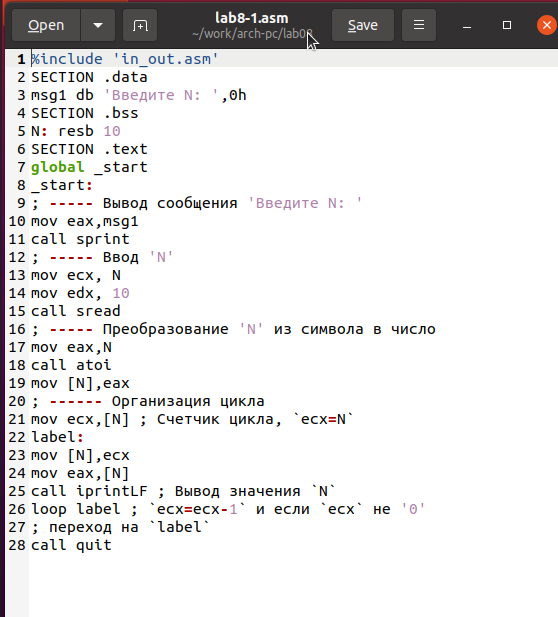 Open
lab8-1.asm
~/work/arch-pc/lab08
Save
1 %include 'in_out.asm'
2 SECTION .data
3 msg1 db 'Введите N: ',0h
4 SECTION .bss
5 N: resb 10
6 SECTION .text
7 global _start
8 _start:
9 ; ----- Вывод сообщения 'Введите N: '
10 mov eax,msg1
11 call sprint
12 ; ----- Ввод 'N'
13 mov ecx, N
14 mov edx, 10
15 call sread
16 ; ----- Преобразование 'N' из символа в число
17 mov eax,N
18 call atoi
19 mov [N],eax
20 ; ------ Организация цикла
21 mov ecx,[N] ; Счетчик цикла, `ecx=N`
22 label:
23 mov [N],ecx
24 mov eax,[N]
25 call iprintLF ; Вывод значения `N`
26 loop label ; `ecx=ecx-1` и если `ecx` не '0'
27 ; переход на `label`
28 call quit